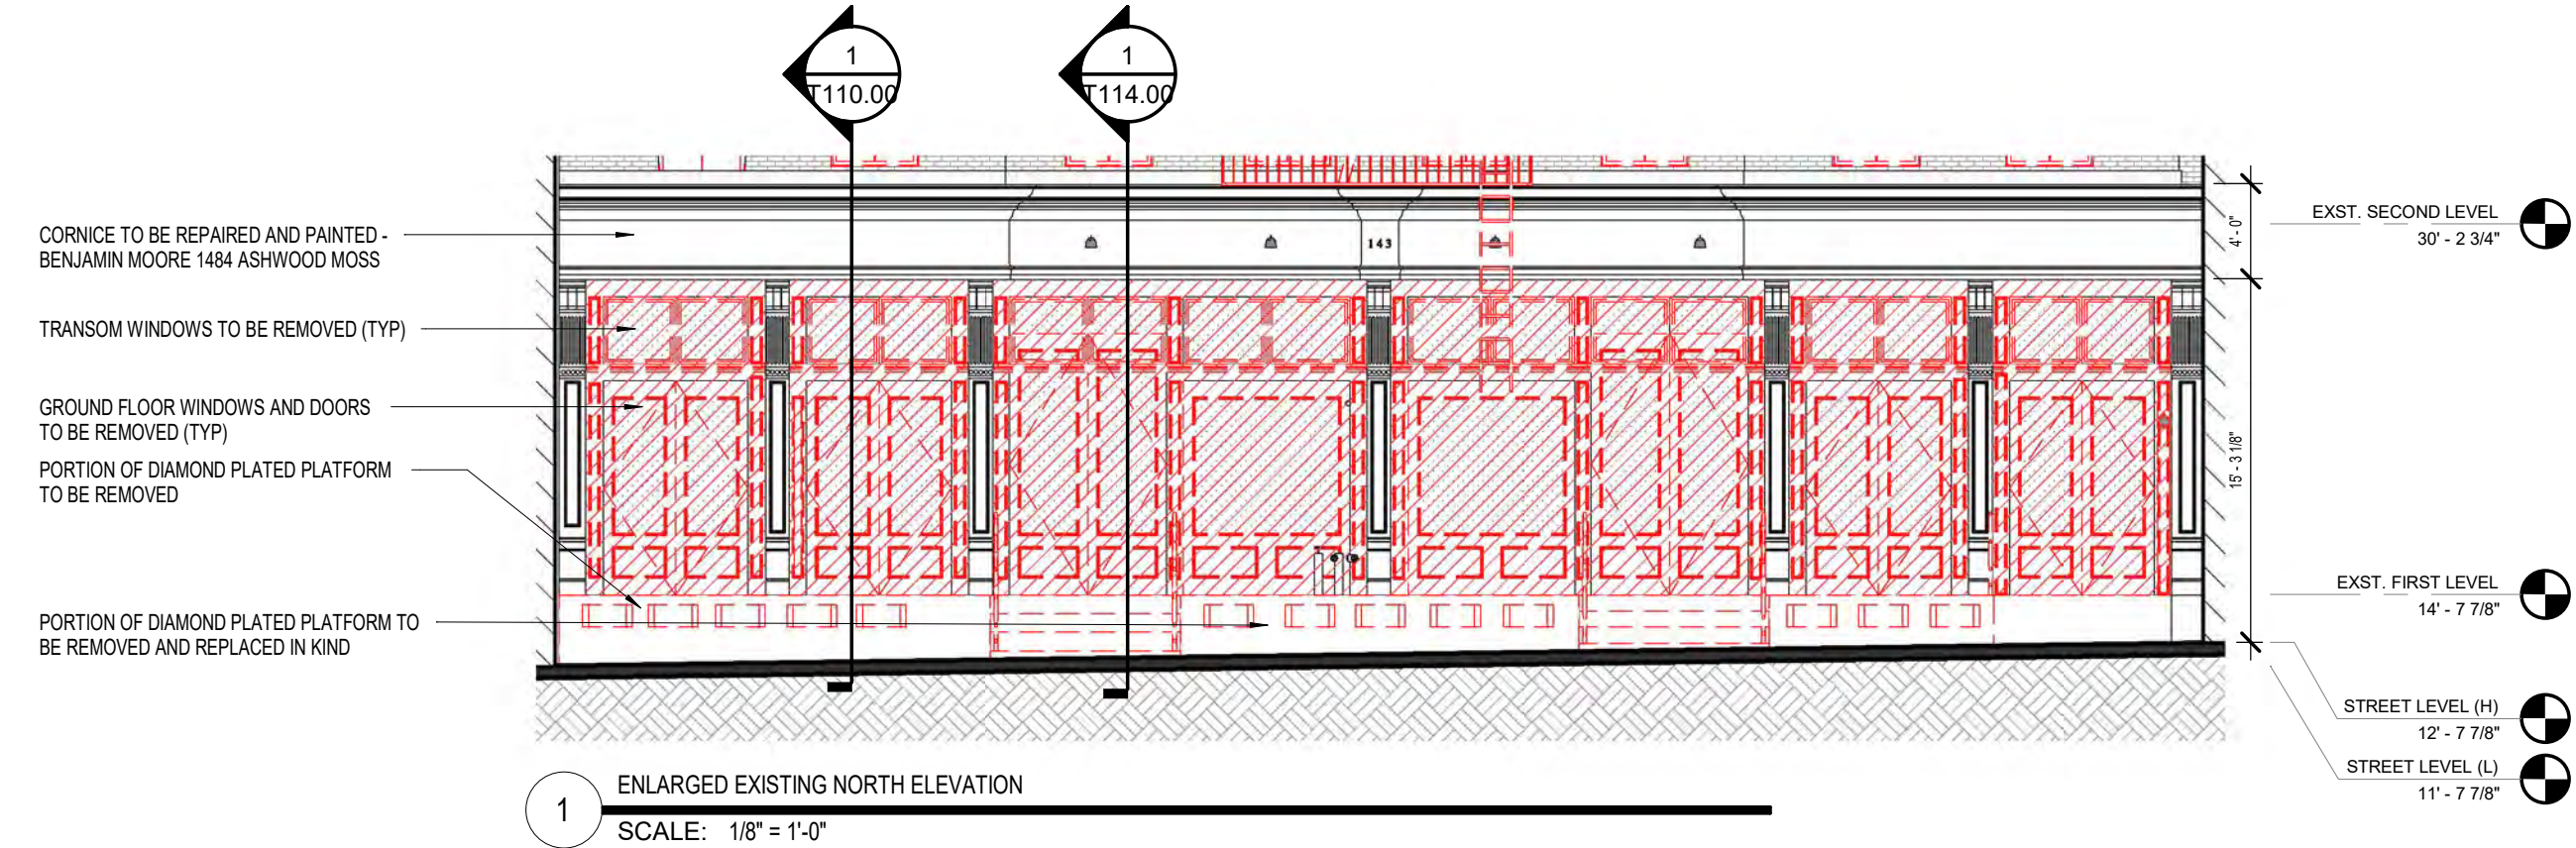 1
T110.00
1
T114.00
CORNICE TO BE REPAIRED AND PAINTED -
BENJAMIN MOORE 1484 ASHWOOD MOSS
TRANSOM WINDOWS TO BE REMOVED (TYP)
GROUND FLOOR WINDOWS AND DOORS
TO BE REMOVED (TYP)
PORTION OF DIAMOND PLATED PLATFORM
TO BE REMOVED
PORTION OF DIAMOND PLATED PLATFORM TO
BE REMOVED AND REPLACED IN KIND
143
4' - 0"
15' - 3 1/8"
EXST. SECOND LEVEL
30' - 2 3/4"
EXST. FIRST LEVEL
14' - 7 7/8"
STREET LEVEL (H)
12' - 7 7/8"
STREET LEVEL (L)
11' - 7 7/8"
1
ENLARGED EXISTING NORTH ELEVATION
SCALE: 1/8" = 1'-0"